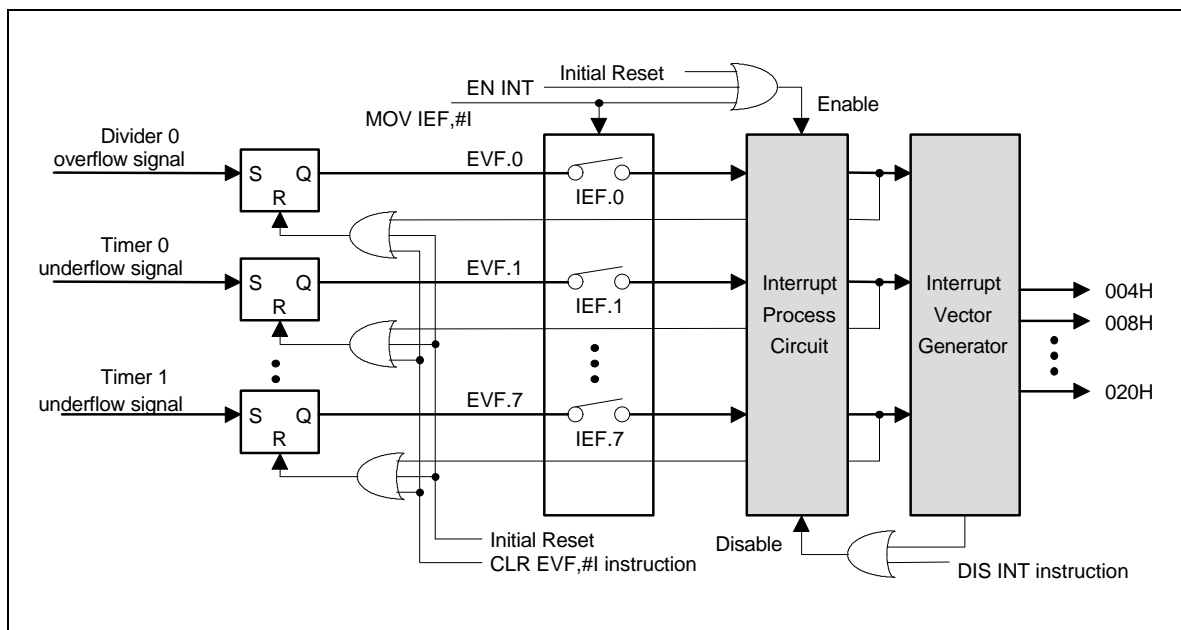 Initial Reset
EN INT
MOV IEF,#I
Enable
Divider 0
overflow signal
S Q
R
EVF.0
IEF.0
Timer 0
underflow signal
S Q
R
EVF.1
IEF.1
Interrupt
Process
Circuit
Interrupt
Vector
Generator
004H
008H
020H
Timer 1
underflow signal
S Q
R
EVF.7
IEF.7
Initial Reset
CLR EVF,#I instruction
Disable
DIS INT instruction